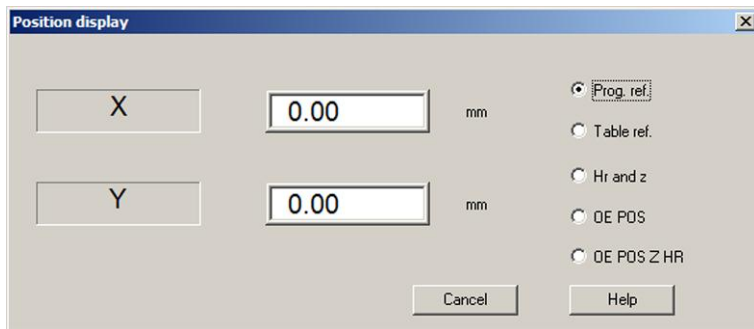 Position display
X 0.00 mm Prog. ref.
Table ref.
Hr and z
Y 0.00 mm OE POS
OE POS Z HR
Cancel Help